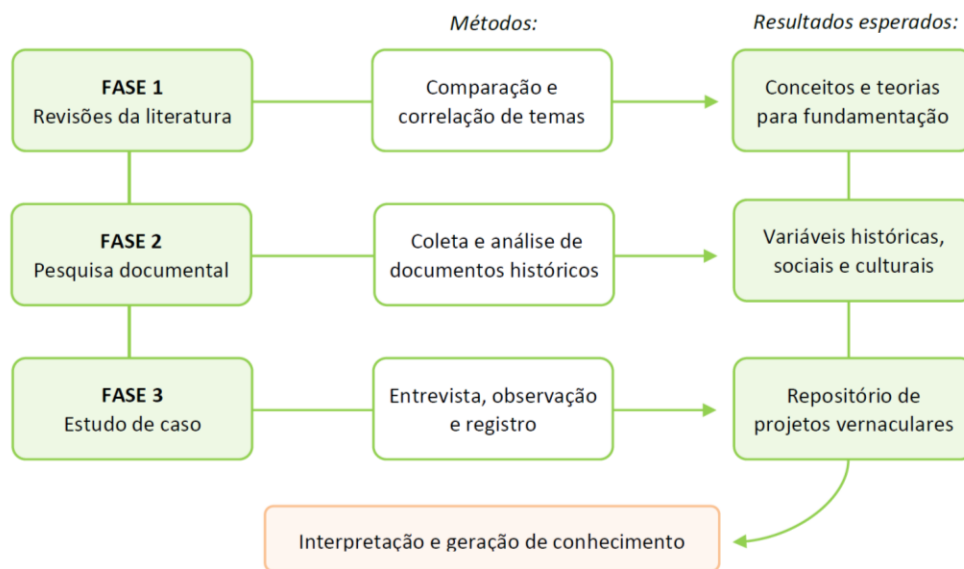 Métodos:
Resultados esperados:
FASE 1
Revisões da literatura
Comparação e
correlação de temas
Conceitos e teorias
para fundamentação
FASE 2
Pesquisa documental
Coleta e análise de
documentos históricos
Variáveis históricas,
sociais e culturais
FASE 3
Estudo de caso
Entrevista, observação
e registro
Repositório de
projetos vernaculares
Interpretação e geração de conhecimento